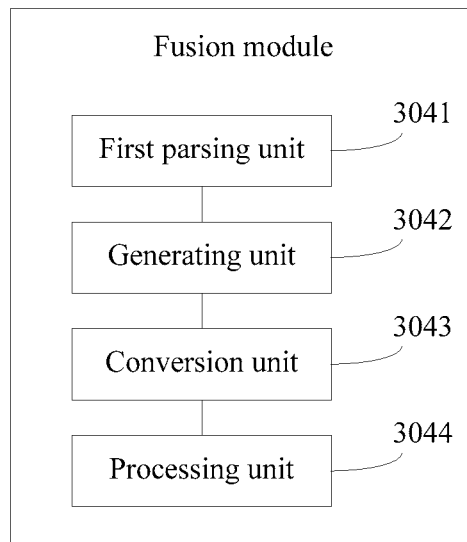 Fusion module
3041
First parsing unit
3042
Generating unit
3043
Conversion unit
3044
Processing unit